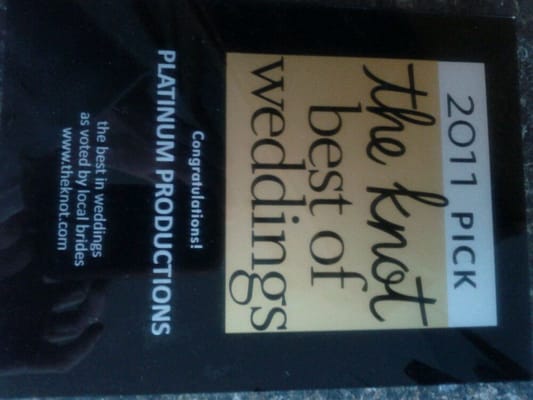 2011 PICK
the knot
best of
weddings
Congratulations!
PLATINUM PRODUCTIONS
the best in weddings
as voted by local brides
www.theknot.com